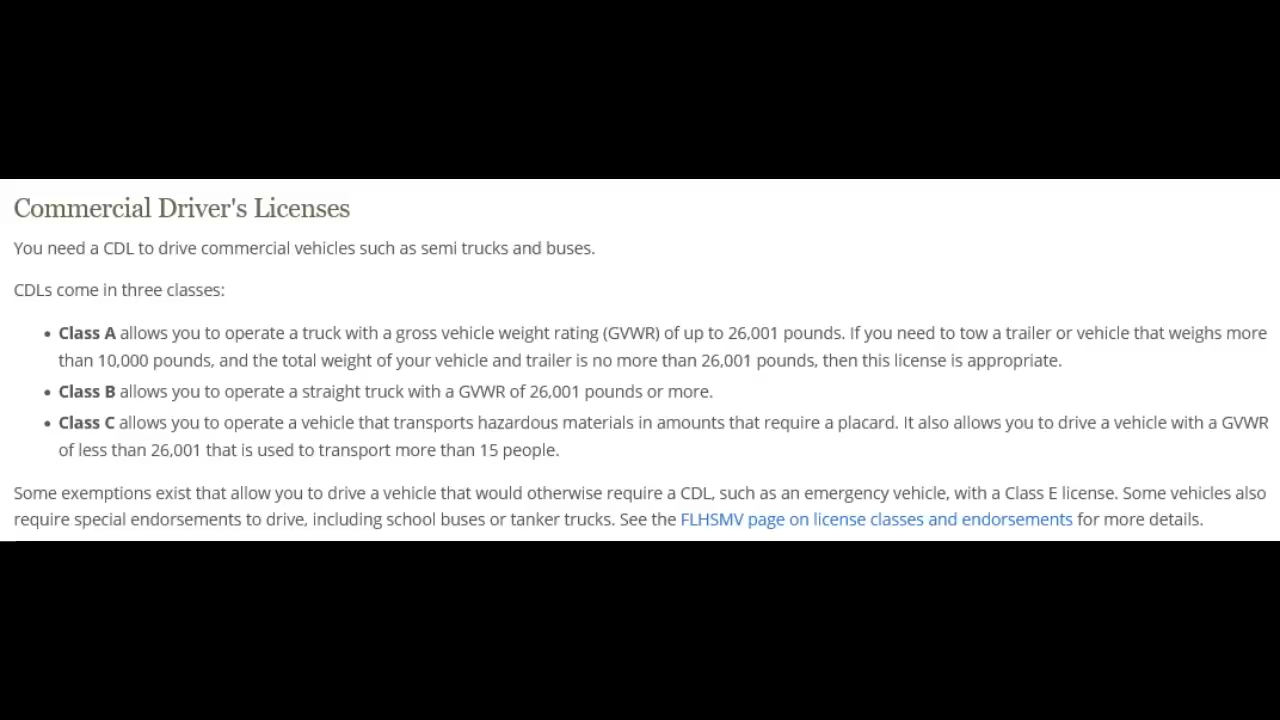 Commercial Driver's Licenses
You need a CDL to drive commercial vehicles such as semi trucks and buses.
CDLs come in three classes:
• Class A allows you to operate a truck with a gross vehicle weight rating (GVWR) of up to 26,001 pounds. If you need to tow a trailer or vehicle that weighs more
than 10,000 pounds, and the total weight of your vehicle and trailer is no more than 26,001 pounds, then this license is appropriate.
• Class B allows you to operate a straight truck with a GVWR of 26,001 pounds or more.
• Class C allows you to operate a vehicle that transports hazardous materials in amounts that require a placard. It also allows you to drive a vehicle with a GVWR
of less than 26,001 that is used to transport more than 15 people.
Some exemptions exist that allow you to drive a vehicle that would otherwise require a CDL, such as an emergency vehicle, with a Class E license. Some vehicles also
require special endorsements to drive, including school buses or tanker trucks. See the FLHSMV page on license classes and endorsements for more details.